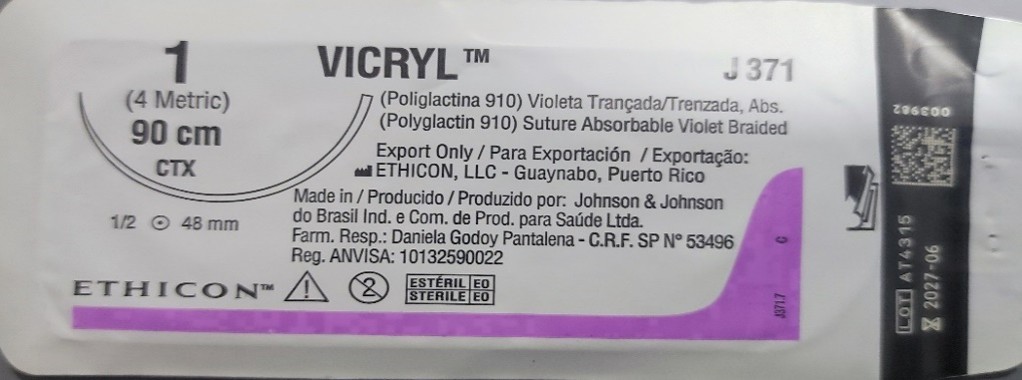 1
(4 Metric)
90 cm
CTX
1/2 48 mm
VICRYL™
J 371
(Poliglactina 910) Violeta Trançada/Trenzada, Abs.
(Polyglactin 910) Suture Absorbable Violet Braided
Export Only / Para Exportación / Exportação:
ETHICON, LLC - Guaynabo, Puerto Rico
Made in / Producido / Produzido por: Johnson & Johnson
do Brasil Ind. e Com. de Prod. para Saúde Ltda.
Farm. Resp.: Daniela Godoy Pantalena - C.R.F. SP Nº 53496
Reg. ANVISA: 10132590022
ETHICON™
2
ESTÉRIL EO
STERILE EO
C
003982
LOT AT4315
2027-06